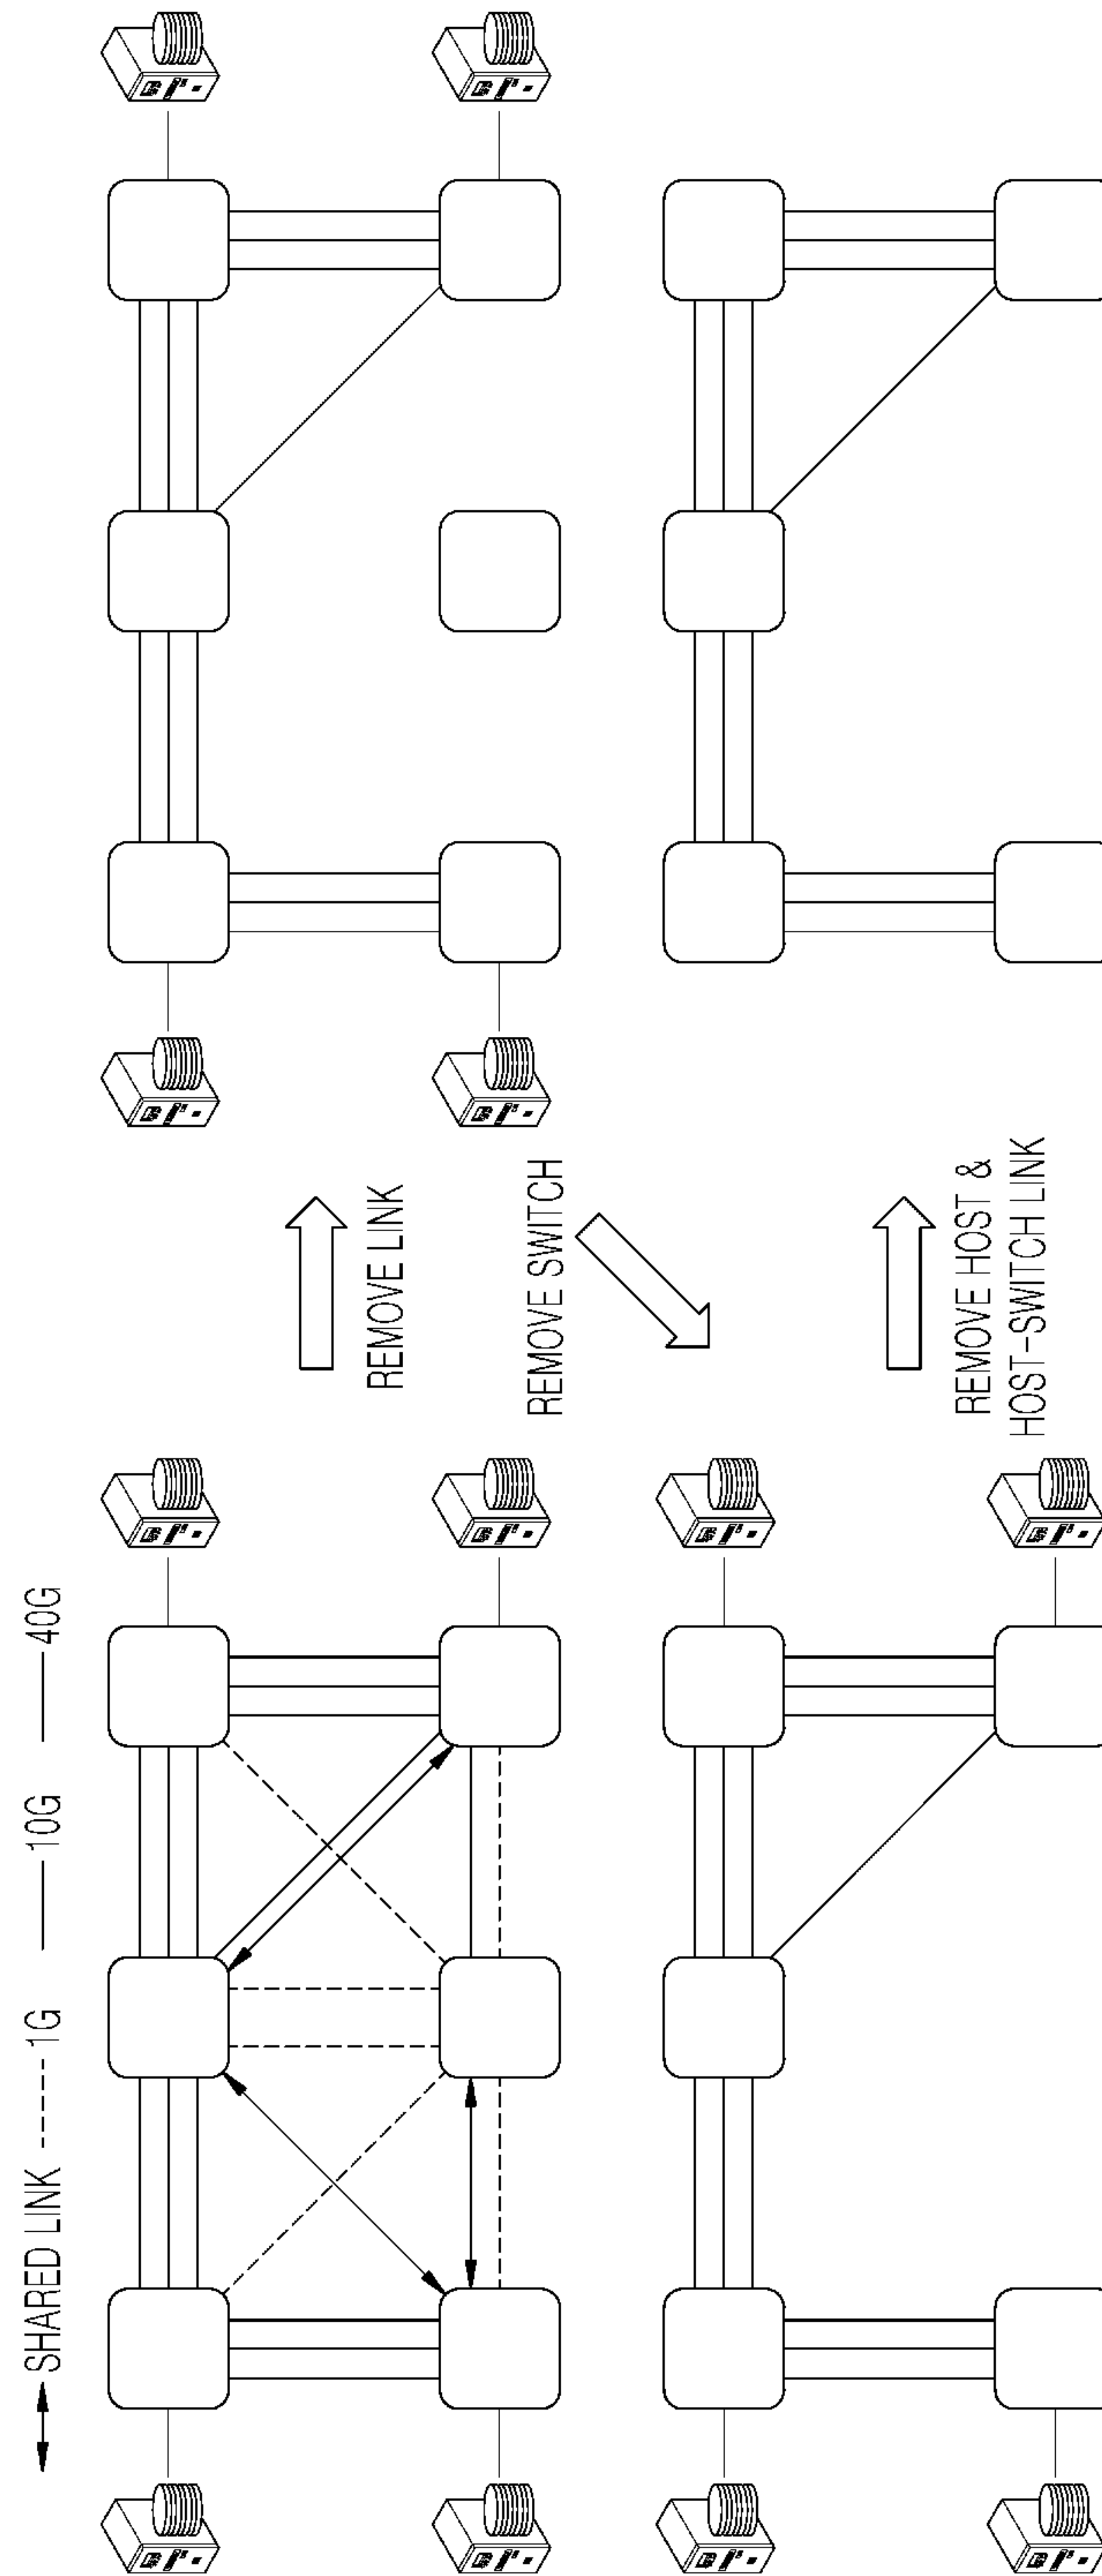 SHARED LINK 1G 10G 40G
REMOVE LINK
REMOVE SWITCH
REMOVE HOST &
HOST-SWITCH LINK